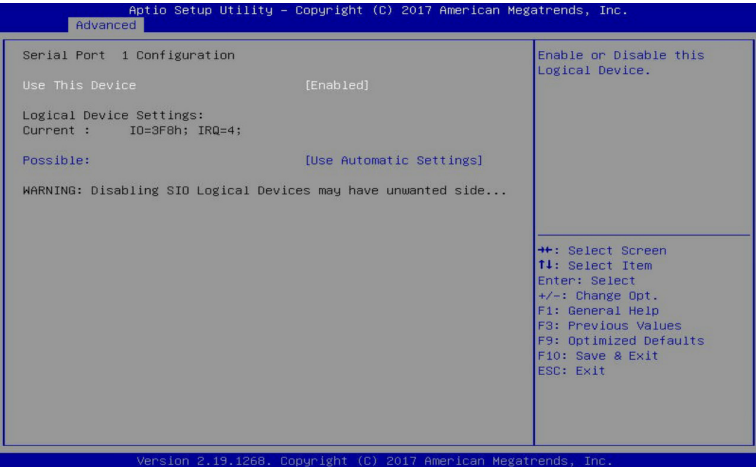 Aptio Setup Utility – Copyright (C) 2017 American Megatrends, Inc.
Advanced
Serial Port 1 Configuration
Use This Device [Enabled]
Logical Device Settings:
Current : IO=3F8h; IRQ=4;
Possible: [Use Automatic Settings]
WARNING: Disabling SIO Logical Devices may have unwanted side...
Enable or Disable this
Logical Device.
→←: Select Screen
↑↓: Select Item
Enter: Select
+/-: Change Opt.
F1: General Help
F3: Previous Values
F9: Optimized Defaults
F10: Save & Exit
ESC: Exit
Version 2.19.1268. Copyright (C) 2017 American Megatrends, Inc.